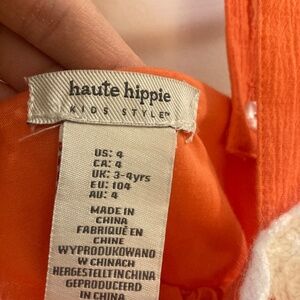 haute hippie
KIDS STYLE™
US: 4
CA: 4
UK: 3-4yrs
EU: 104
AU: 4
MADE IN
CHINA
FABRIQUÉ EN
CHINE
WYPRODUKOWANO
W CHINACH
HERGESTELLT IN CHINA
GEPRODUCEERD
IN CHINA